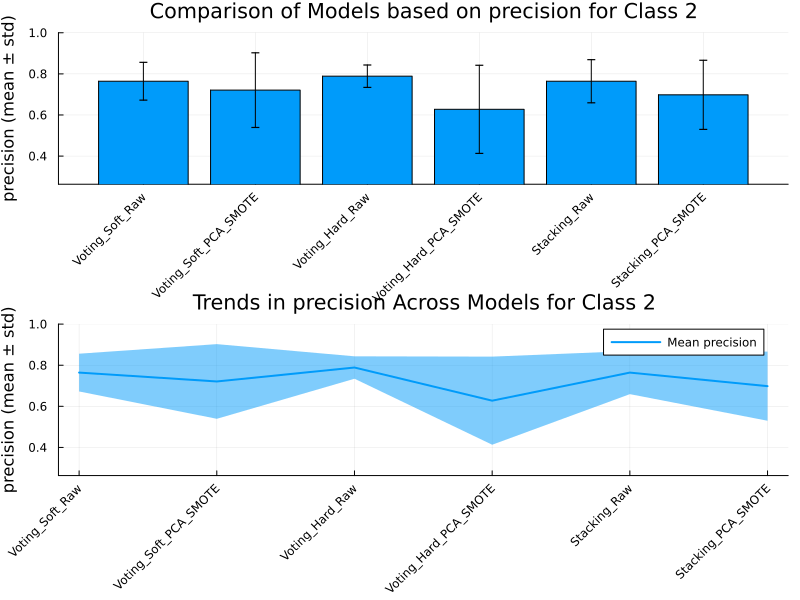 Comparison of Models based on precision for Class 2
precision (mean ± std)
1.0
0.8
0.6
0.4
Voting_Soft_Raw
Voting_Soft_PCA_SMOTE
Voting_Hard_Raw
Voting_Hard_PCA_SMOTE
Stacking_Raw
Stacking_PCA_SMOTE
Trends in precision Across Models for Class 2
precision (mean ± std)
1.0
0.8
0.6
0.4
Mean precision
Voting_Soft_Raw
Voting_Soft_PCA_SMOTE
Voting_Hard_Raw
Voting_Hard_PCA_SMOTE
Stacking_Raw
Stacking_PCA_SMOTE